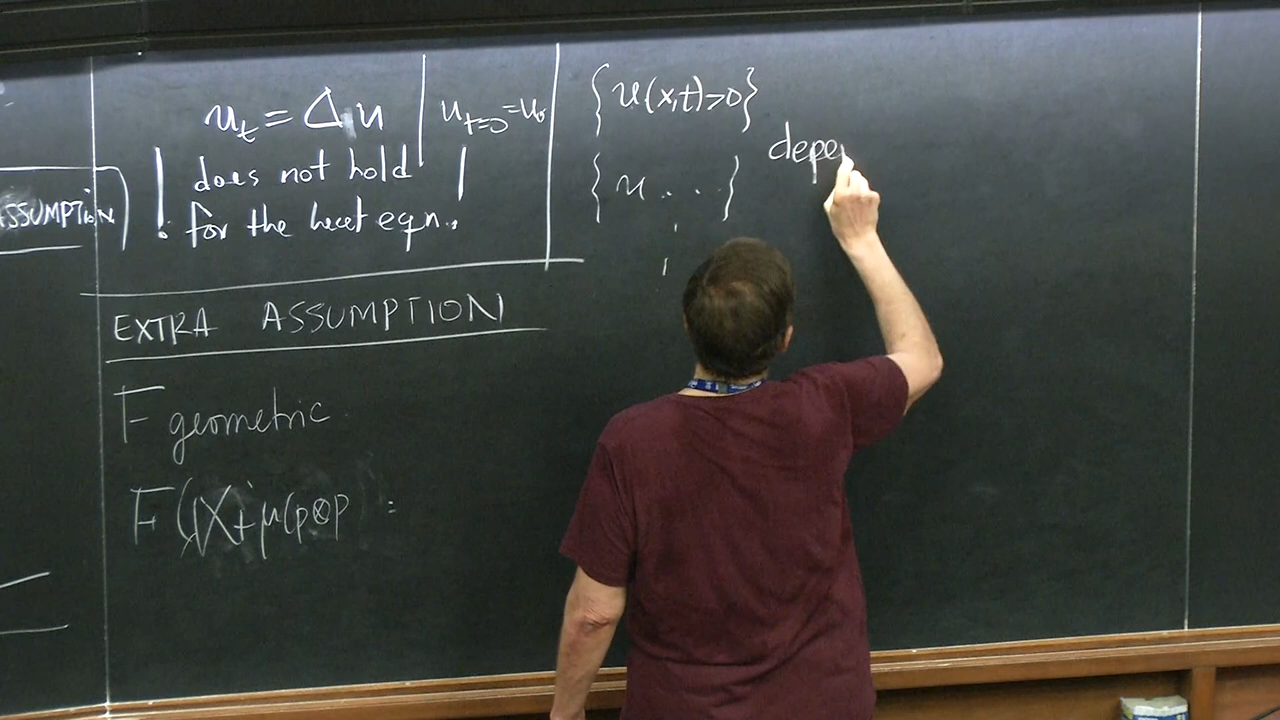 ASSUMPTION
u_t = Δu | u_{t=0} = u_0
! does not hold !
for the heat eqn.
{u(x,t)>0}
{u . . .}
depe
EXTRA ASSUMPTION
F geometric
F(λX+μ(p⊗p) =